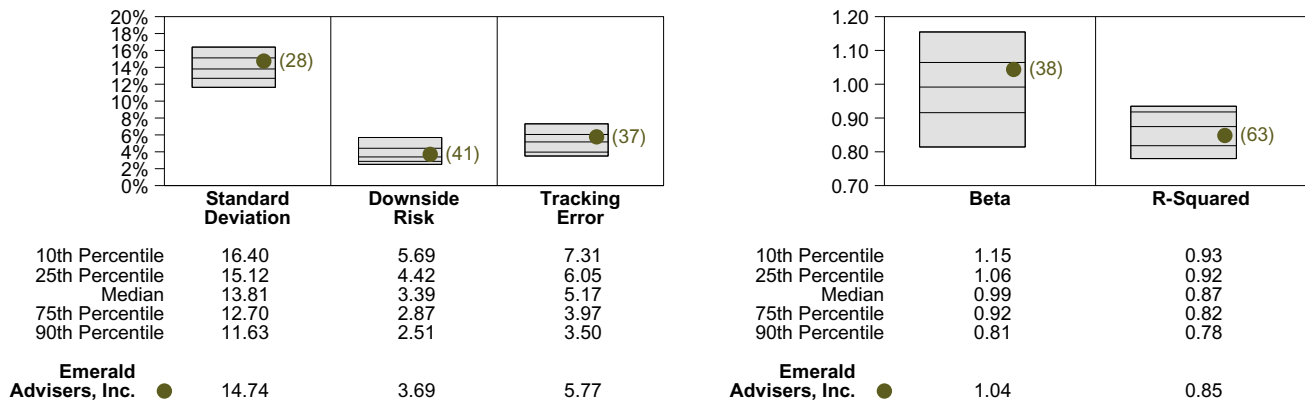 20%
18%
16%
14%
12%
10%
8%
6%
4%
2%
0%
(28)
(41)
(37)
Standard Deviation
Downside Risk
Tracking Error
10th Percentile 16.40 5.69 7.31
25th Percentile 15.12 4.42 6.05
Median 13.81 3.39 5.17
75th Percentile 12.70 2.87 3.97
90th Percentile 11.63 2.51 3.50
Emerald
Advisers, Inc. 14.74 3.69 5.77
1.20
1.10
1.00
0.90
0.80
0.70
(38)
(63)
Beta
R-Squared
10th Percentile 1.15 0.93
25th Percentile 1.06 0.92
Median 0.99 0.87
75th Percentile 0.92 0.82
90th Percentile 0.81 0.78
Emerald
Advisers, Inc. 1.04 0.85